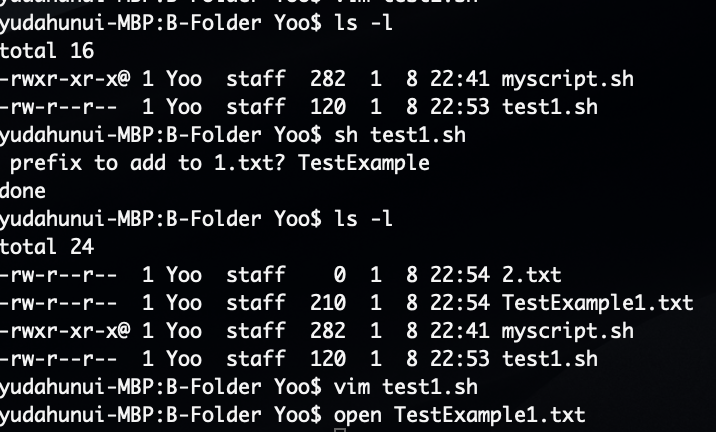 yudahunui-MBP:B-Folder Yoo$ vim test1.sh
yudahunui-MBP:B-Folder Yoo$ ls -l
total 16
-rwxr-xr-x@ 1 Yoo  staff  282  1  8 22:41 myscript.sh
-rw-r--r--  1 Yoo  staff  120  1  8 22:53 test1.sh
yudahunui-MBP:B-Folder Yoo$ sh test1.sh
 prefix to add to 1.txt? TestExample
done
yudahunui-MBP:B-Folder Yoo$ ls -l
total 24
-rw-r--r--  1 Yoo  staff    0  1  8 22:54 2.txt
-rw-r--r--  1 Yoo  staff  210  1  8 22:54 TestExample1.txt
-rwxr-xr-x@ 1 Yoo  staff  282  1  8 22:41 myscript.sh
-rw-r--r--  1 Yoo  staff  120  1  8 22:53 test1.sh
yudahunui-MBP:B-Folder Yoo$ vim test1.sh
yudahunui-MBP:B-Folder Yoo$ open TestExample1.txt